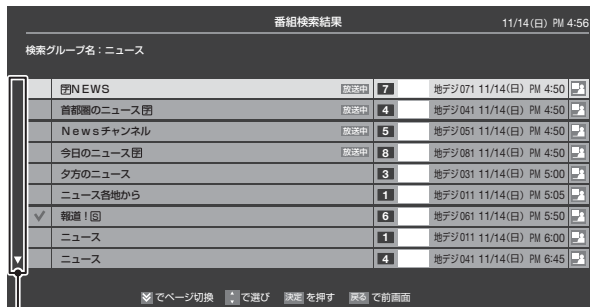 番組検索結果 11/14(日) PM 4:56
検索グループ名:ニュース
字NEWS 放送中 7 地デジ071 11/14(日) PM 4:50
首都圏のニュース字 放送中 4 地デジ041 11/14(日) PM 4:50
Newsチャンネル 放送中 5 地デジ051 11/14(日) PM 4:50
今日のニュース字 放送中 8 地デジ081 11/14(日) PM 4:50
夕方のニュース 3 地デジ031 11/14(日) PM 5:00
ニュース各地から 1 地デジ011 11/14(日) PM 5:05
報道!S 6 地デジ061 11/14(日) PM 5:50
ニュース 1 地デジ011 11/14(日) PM 6:00
ニュース 4 地デジ041 11/14(日) PM 6:45
でページ切換 で選び 決定 を押す 戻る で前画面